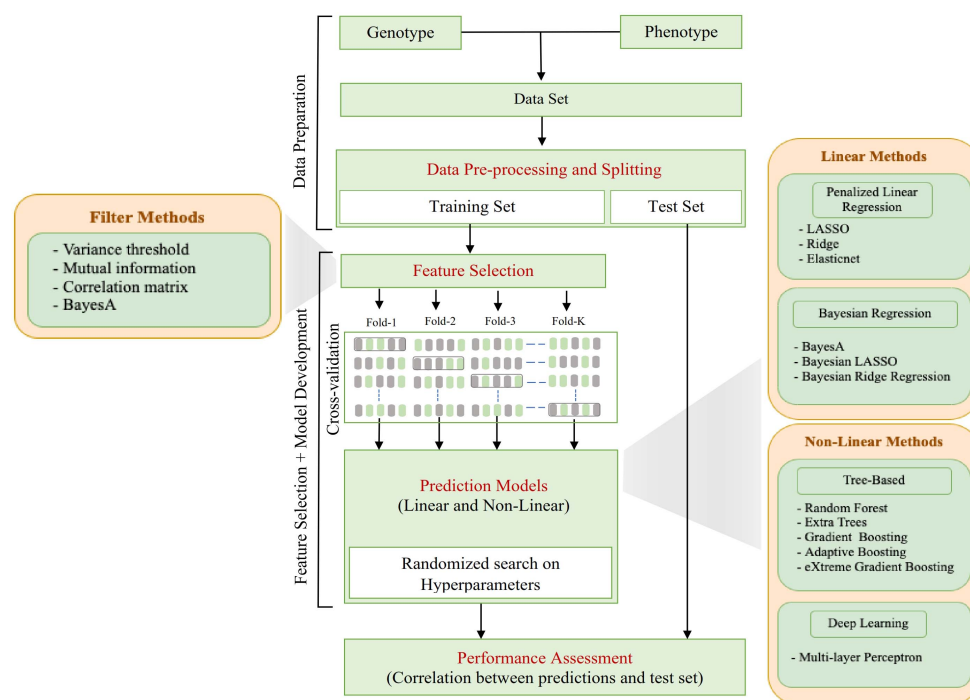 Genotype
Phenotype
Data Set
Data Preparation
Data Pre-processing and Splitting
Training Set
Test Set
Filter Methods
- Variance threshold
- Mutual information
- Correlation matrix
- BayesA
Feature Selection + Model Development
Feature Selection
Fold-1
Fold-2
Fold-3
Fold-K
Cross-validation
Prediction Models
(Linear and Non-Linear)
Randomized search on
Hyperparameters
Performance Assessment
(Correlation between predictions and test set)
Linear Methods
Penalized Linear
Regression
- LASSO
- Ridge
- Elasticnet
Bayesian Regression
- BayesA
- Bayesian LASSO
- Bayesian Ridge Regression
Non-Linear Methods
Tree-Based
- Random Forest
- Extra Trees
- Gradient Boosting
- Adaptive Boosting
- eXtreme Gradient Boosting
Deep Learning
- Multi-layer Perceptron